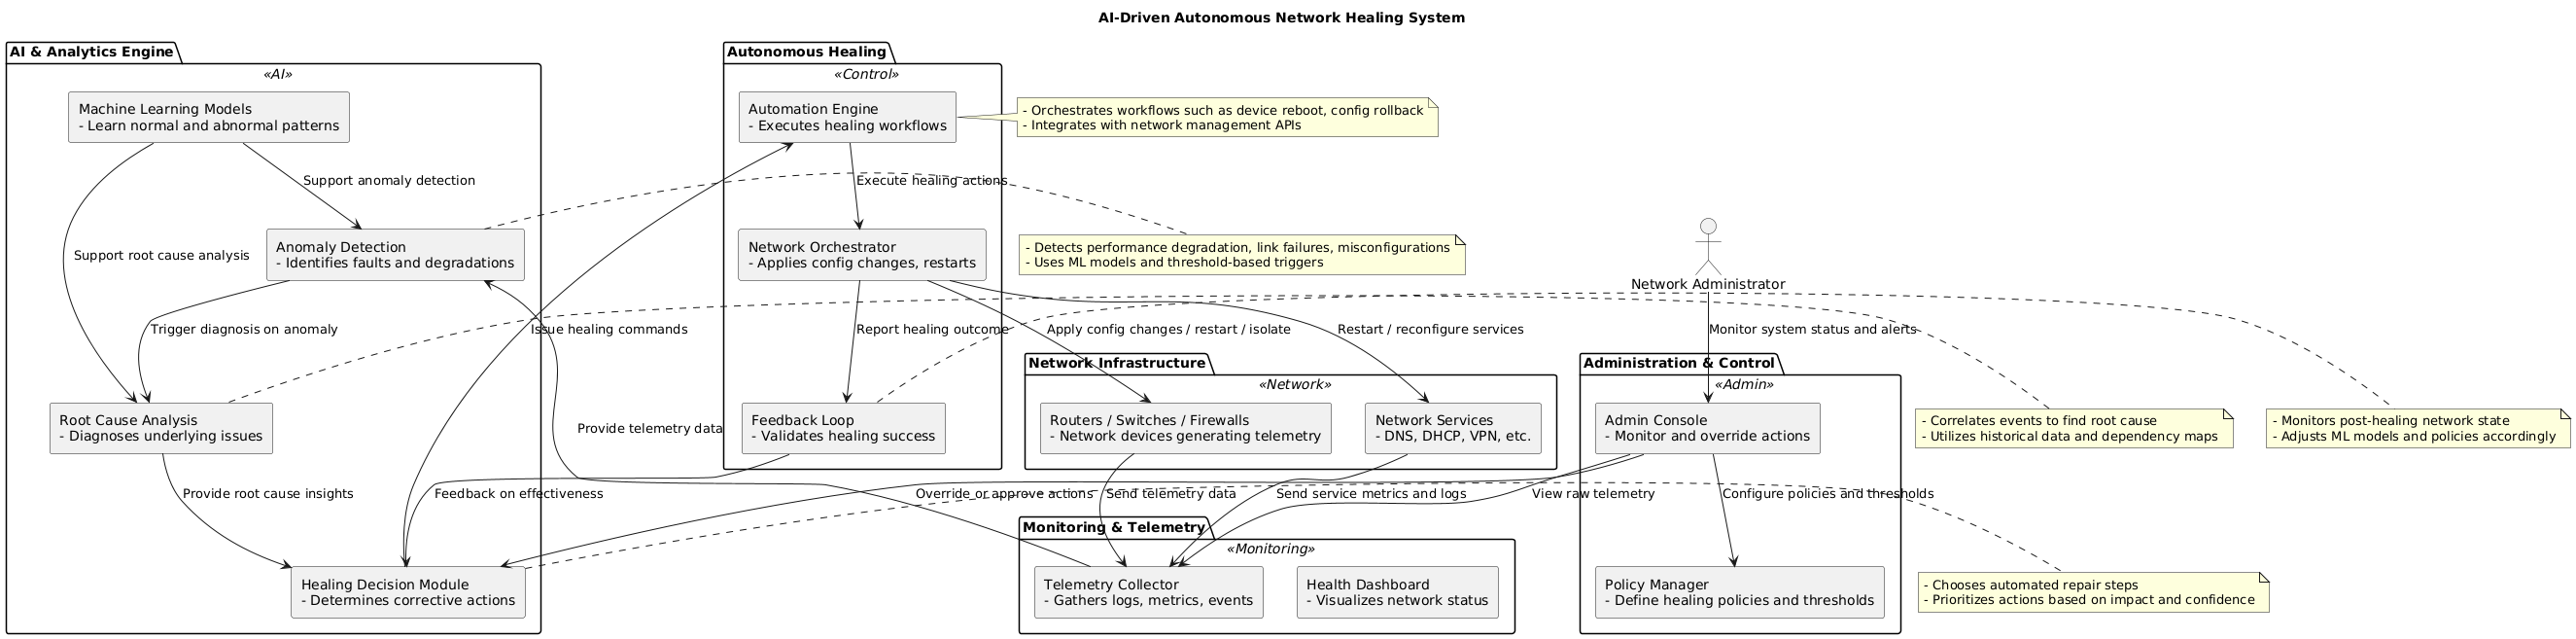 AI-Driven Autonomous Network Healing System
AI & Analytics Engine
«AI»
Machine Learning Models
- Learn normal and abnormal patterns
Support anomaly detection
Support root cause analysis
Anomaly Detection
- Identifies faults and degradations
Trigger diagnosis on anomaly
Root Cause Analysis
- Diagnoses underlying issues
Provide root cause insights
Healing Decision Module
- Determines corrective actions
Autonomous Healing
«Control»
Automation Engine
- Executes healing workflows
Execute healing actions
Network Orchestrator
- Applies config changes, restarts
Issue healing commands
Report healing outcome
Provide telemetry data
Feedback Loop
- Validates healing success
Feedback on effectiveness
- Orchestrates workflows such as device reboot, config rollback
- Integrates with network management APIs
- Detects performance degradation, link failures, misconfigurations
- Uses ML models and threshold-based triggers
Apply config changes / restart / isolate
Restart / reconfigure services
Network Infrastructure
«Network»
Routers / Switches / Firewalls
- Network devices generating telemetry
Network Services
- DNS, DHCP, VPN, etc.
Override or approve actions
Send telemetry data
Send service metrics and logs
View raw telemetry
Monitoring & Telemetry
«Monitoring»
Telemetry Collector
- Gathers logs, metrics, events
Health Dashboard
- Visualizes network status
Network Administrator
Monitor system status and alerts
Administration & Control
«Admin»
Admin Console
- Monitor and override actions
Configure policies and thresholds
Policy Manager
- Define healing policies and thresholds
- Correlates events to find root cause
- Utilizes historical data and dependency maps
- Monitors post-healing network state
- Adjusts ML models and policies accordingly
- Chooses automated repair steps
- Prioritizes actions based on impact and confidence